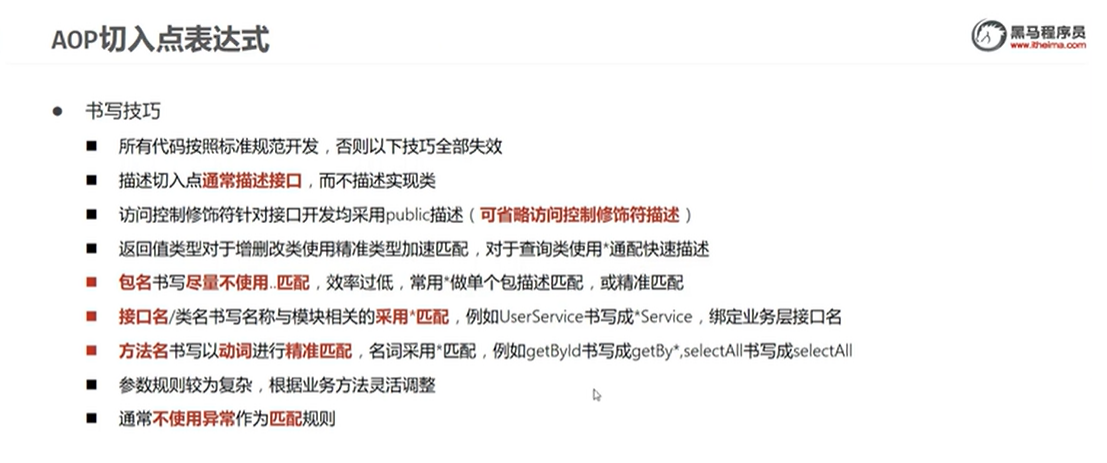 AOP切入点表达式
黑马程序员
www.itheima.com
● 书写技巧
■ 所有代码按照标准规范开发，否则以下技巧全部失效
■ 描述切入点通常描述接口，而不描述实现类
■ 访问控制修饰符针对接口开发均采用public描述（可省略访问控制修饰符描述）
■ 返回值类型对于增删改类使用精准类型加速匹配，对于查询类使用*通配快速描述
■ 包名书写尽量不使用..匹配，效率过低，常用*做单个包描述匹配，或精准匹配
■ 接口名/类名书写名称与模块相关的采用*匹配，例如UserService书写成*Service，绑定业务层接口名
■ 方法名书写以动词进行精准匹配，名词采用*匹配，例如getById书写成getBy*,selectAll书写成selectAll
■ 参数规则较为复杂，根据业务方法灵活调整
■ 通常不使用异常作为匹配规则